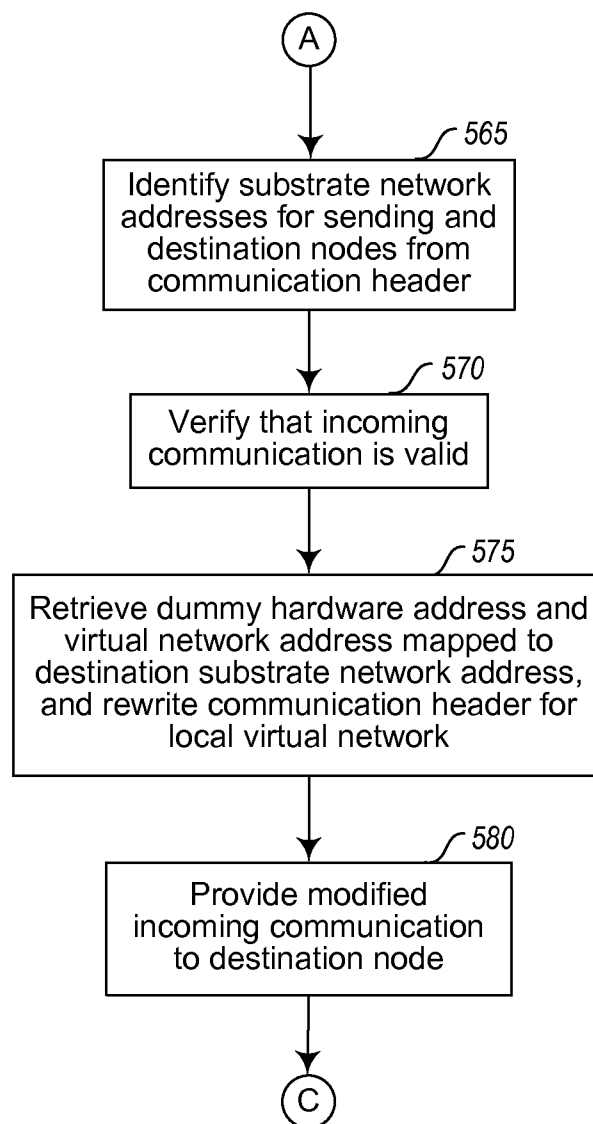 A
565
Identify substrate network
addresses for sending and
destination nodes from
communication header
570
Verify that incoming
communication is valid
575
Retrieve dummy hardware address and
virtual network address mapped to
destination substrate network address,
and rewrite communication header for
local virtual network
580
Provide modified
incoming communication
to destination node
C